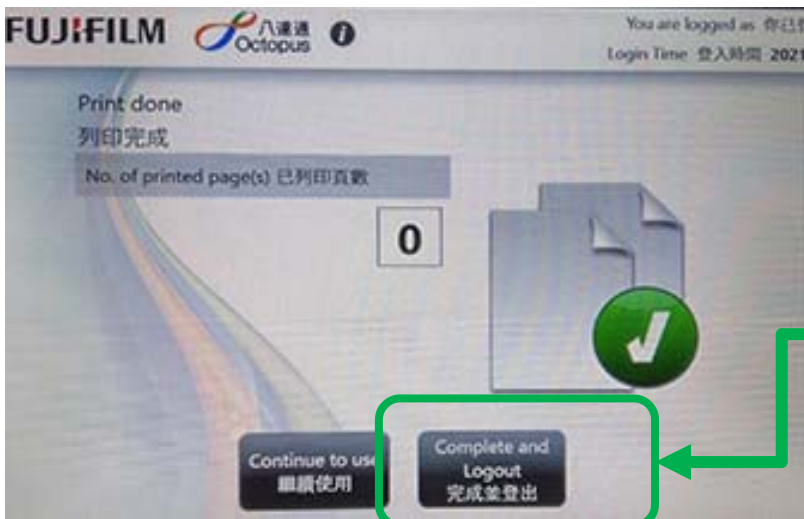 FUJIFILM 八達通 Octopus i
You are logged as
Login Time 登入時間 2021
Print done
列印完成
No. of printed page(s) 已列印頁數
0
Continue to use
繼續使用
Complete and
Logout
完成並登出